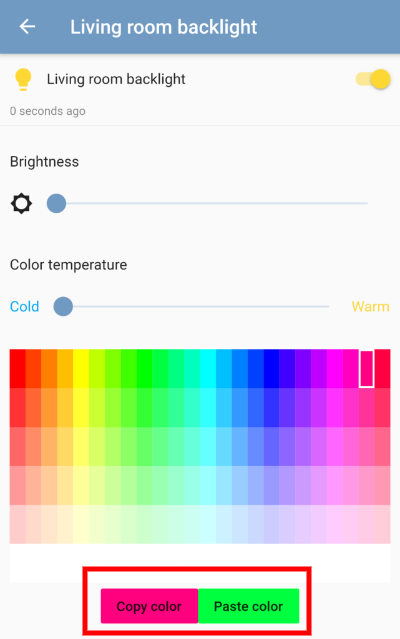 Living room backlight
Living room backlight
0 seconds ago
Brightness
Color temperature
Cold Warm
Copy color Paste color